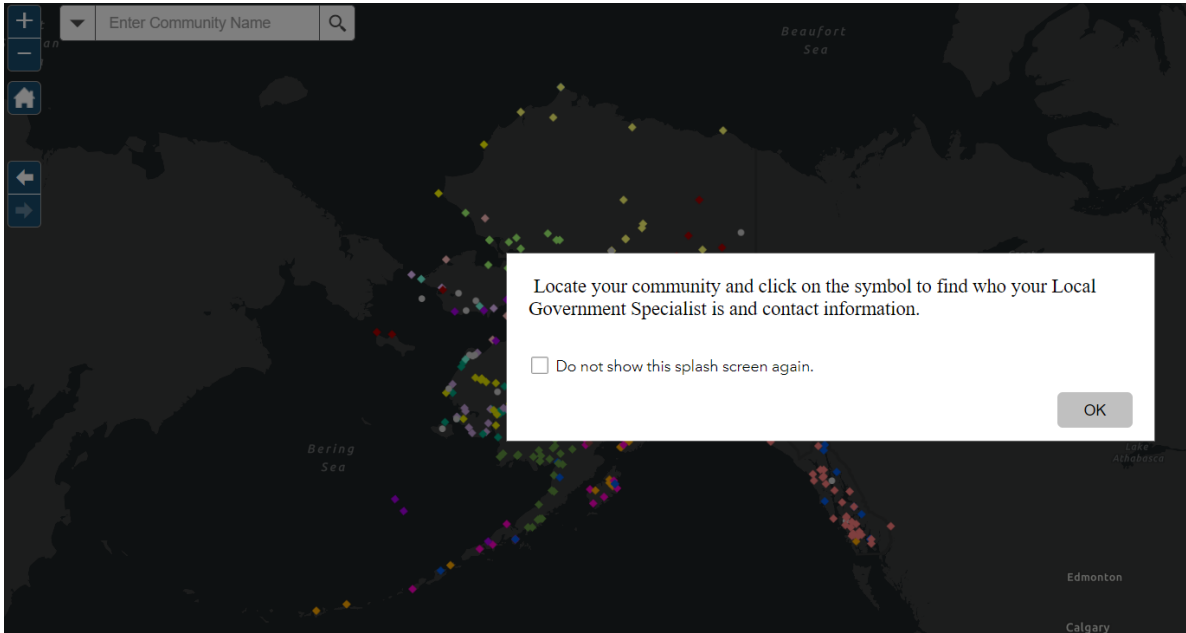 Enter Community Name
an
Beaufort
Sea
Locate your community and click on the symbol to find who your Local
Government Specialist is and contact information.
Do not show this splash screen again.
OK
Bering
Sea
Lake
Athabasca
Edmonton
Calgary